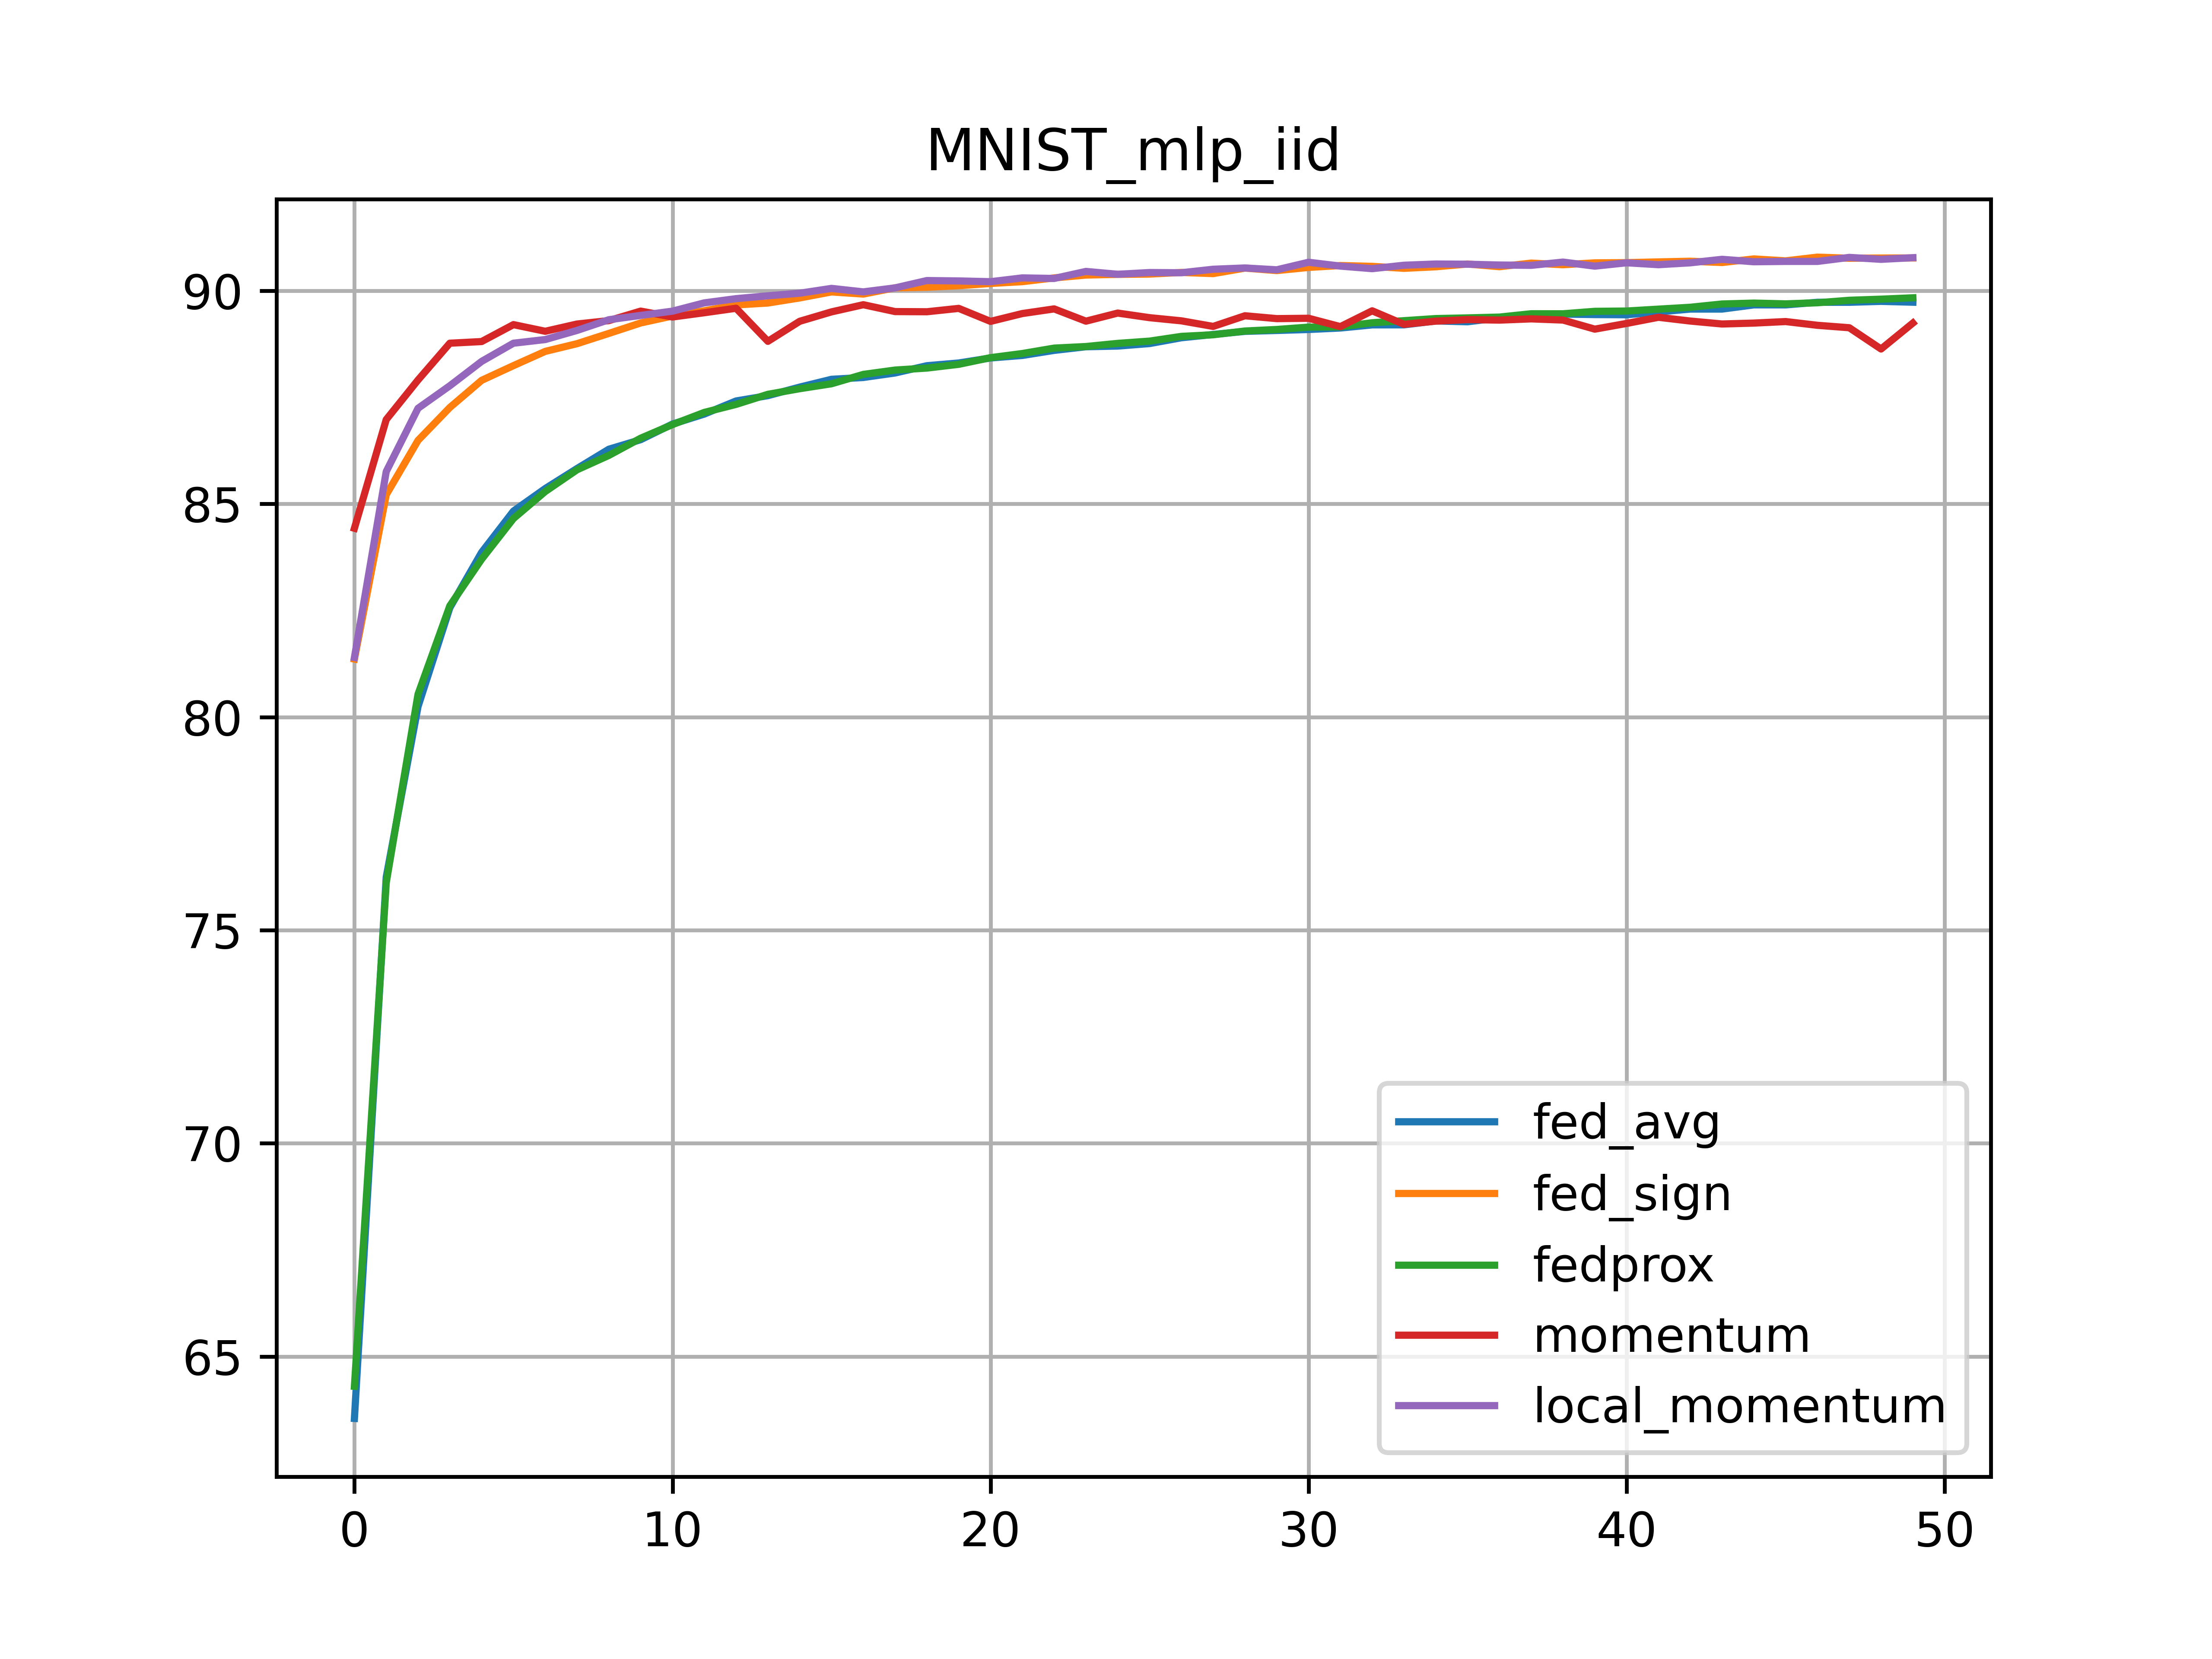 MNIST_mlp_iid
90
85
80
75
70
65
0 10 20 30 40 50
fed_avg
fed_sign
fedprox
momentum
local_momentum